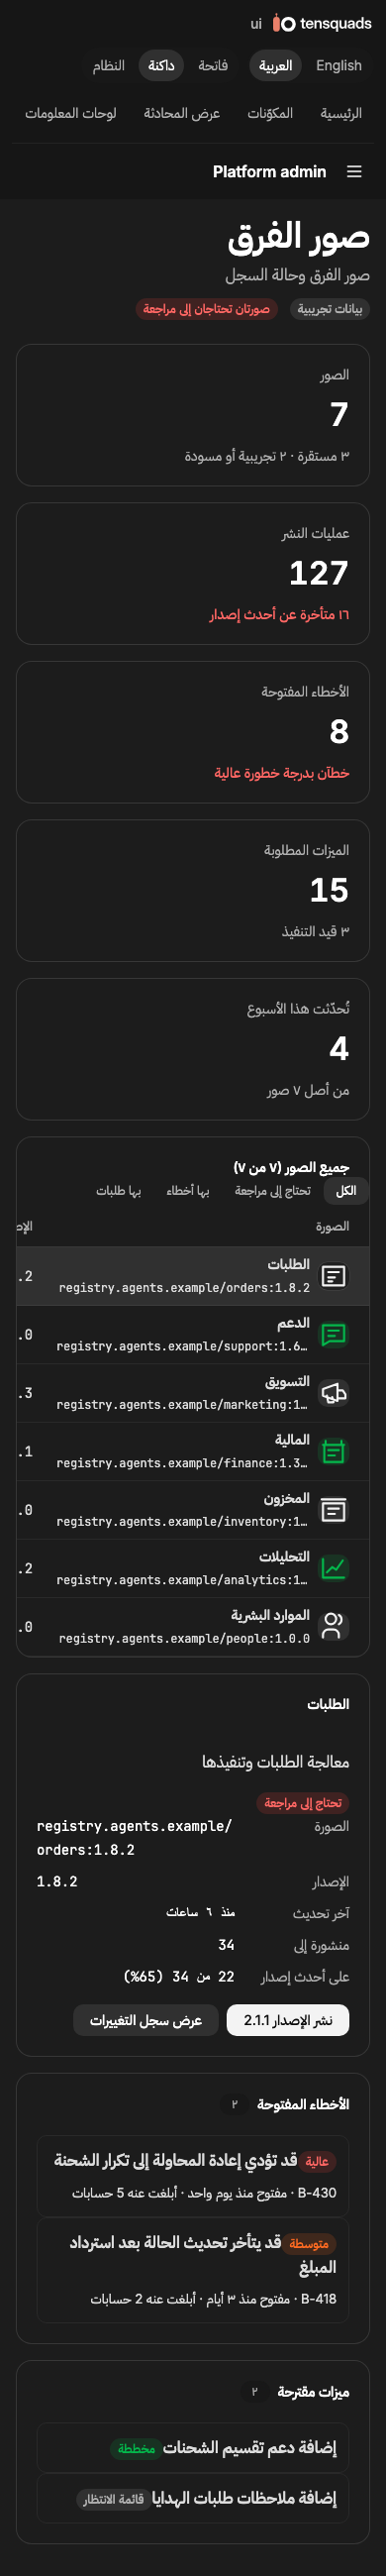 tensquads ui
English العربية فاتحة داكنة النظام
الرئيسية المكوّنات عرض المحادثة لوحات المعلومات
Platform admin
صور الفرق
صور الفرق وحالة السجل
بيانات تجريبية صورتان تحتاجان إلى مراجعة
الصور
7
٣ مستقرة · ٢ تجريبية أو مسودة
عمليات النشر
127
١٦ متأخرة عن أحدث إصدار
الأخطاء المفتوحة
8
خطآن بدرجة خطورة عالية
الميزات المطلوبة
15
٣ قيد التنفيذ
تُحدّثت هذا الأسبوع
4
من أصل ٧ صور
جميع الصور (٧ من ٧)
الكل تحتاج إلى مراجعة بها أخطاء بها طلبات
الصورة الإص
الطلبات
registry.agents.example/orders:1.8.2 .2
الدعم
registry.agents.example/support:1.6… .0
التسويق
registry.agents.example/marketing:1… .3
المالية
registry.agents.example/finance:1.3… .1
المخزون
registry.agents.example/inventory:1… .0
التحليلات
registry.agents.example/analytics:1… .2
الموارد البشرية
registry.agents.example/people:1.0.0 .0
الطلبات
معالجة الطلبات وتنفيذها
تحتاج إلى مراجعة
الصورة registry.agents.example/
orders:1.8.2
الإصدار 1.8.2
آخر تحديث منذ ٦ ساعات
منشورة إلى 34
على أحدث إصدار 22 من 34 (65%)
نشر الإصدار 2.1.1 عرض سجل التغييرات
الأخطاء المفتوحة ٢
عالية قد تؤدي إعادة المحاولة إلى تكرار الشحنة
B-430 · مفتوح منذ يوم واحد · أبلغت عنه 5 حسابات
متوسطة قد يتأخر تحديث الحالة بعد استرداد
المبلغ
B-418 · مفتوح منذ ٣ أيام · أبلغت عنه 2 حسابات
ميزات مقترحة ٢
إضافة دعم تقسيم الشحنات مخططة
إضافة ملاحظات طلبات الهدايا قائمة الانتظار